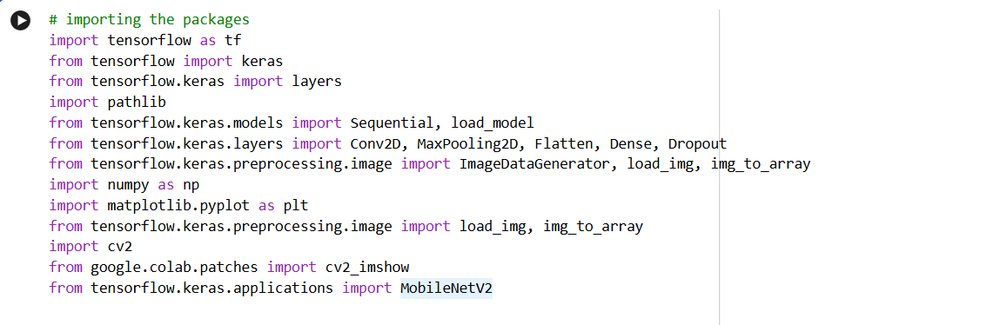 # importing the packages
import tensorflow as tf
from tensorflow import keras
from tensorflow.keras import layers
import pathlib
from tensorflow.keras.models import Sequential, load_model
from tensorflow.keras.layers import Conv2D, MaxPooling2D, Flatten, Dense, Dropout
from tensorflow.keras.preprocessing.image import ImageDataGenerator, load_img, img_to_array
import numpy as np
import matplotlib.pyplot as plt
from tensorflow.keras.preprocessing.image import load_img, img_to_array
import cv2
from google.colab.patches import cv2_imshow
from tensorflow.keras.applications import MobileNetV2